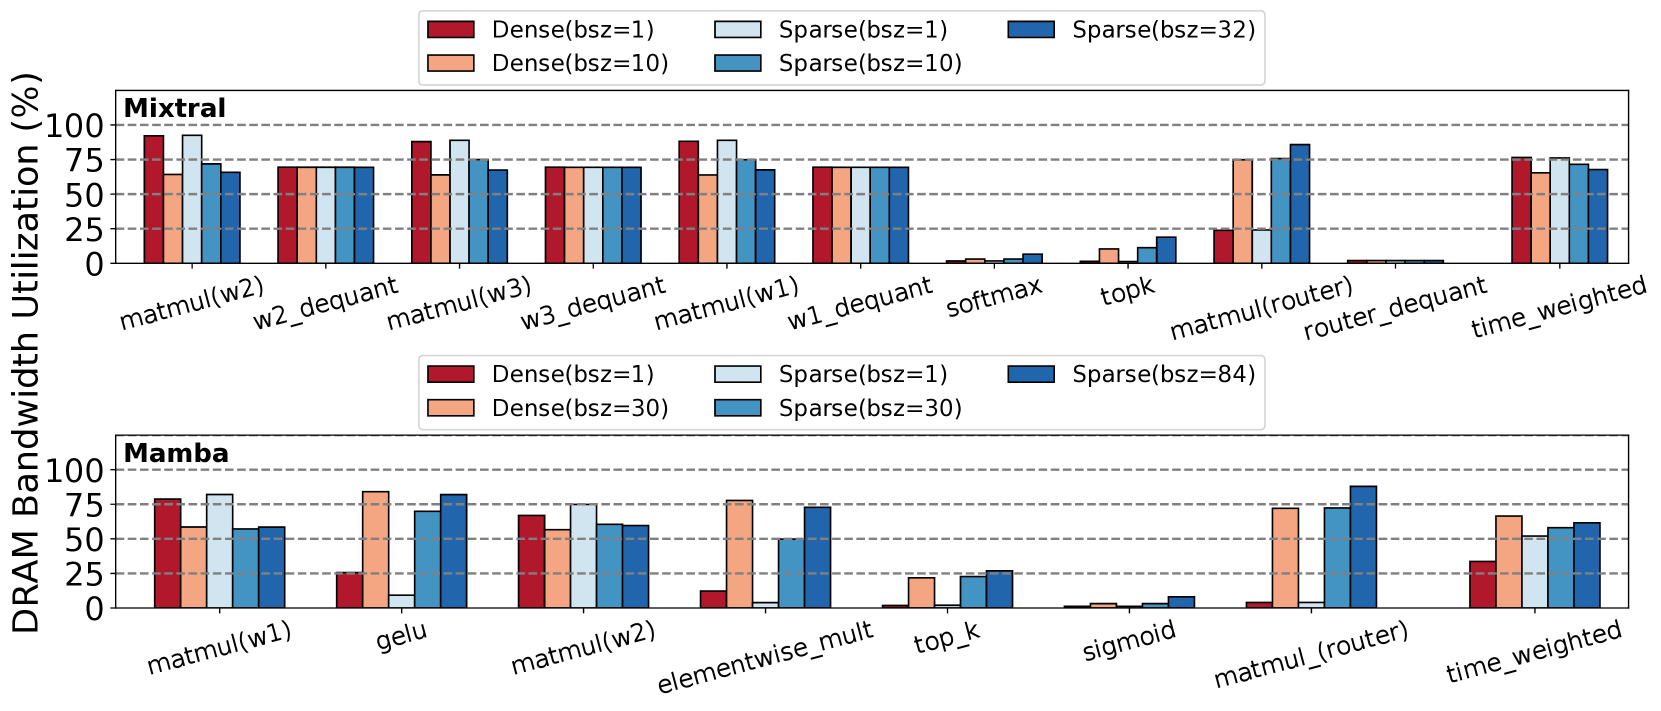 DRAM Bandwidth Utilization (%)
Dense(bsz=1) Sparse(bsz=1) Sparse(bsz=32)
Dense(bsz=10) Sparse(bsz=10)
Mixtral
100
75
50
25
0
matmul(w2) w2_dequant matmul(w3) w3_dequant matmul(w1) w1_dequant softmax topk matmul(router) router_dequant time_weighted
Dense(bsz=1) Sparse(bsz=1) Sparse(bsz=84)
Dense(bsz=30) Sparse(bsz=30)
Mamba
100
75
50
25
0
matmul(w1) gelu matmul(w2) elementwise_mult top_k sigmoid matmul_(router) time_weighted